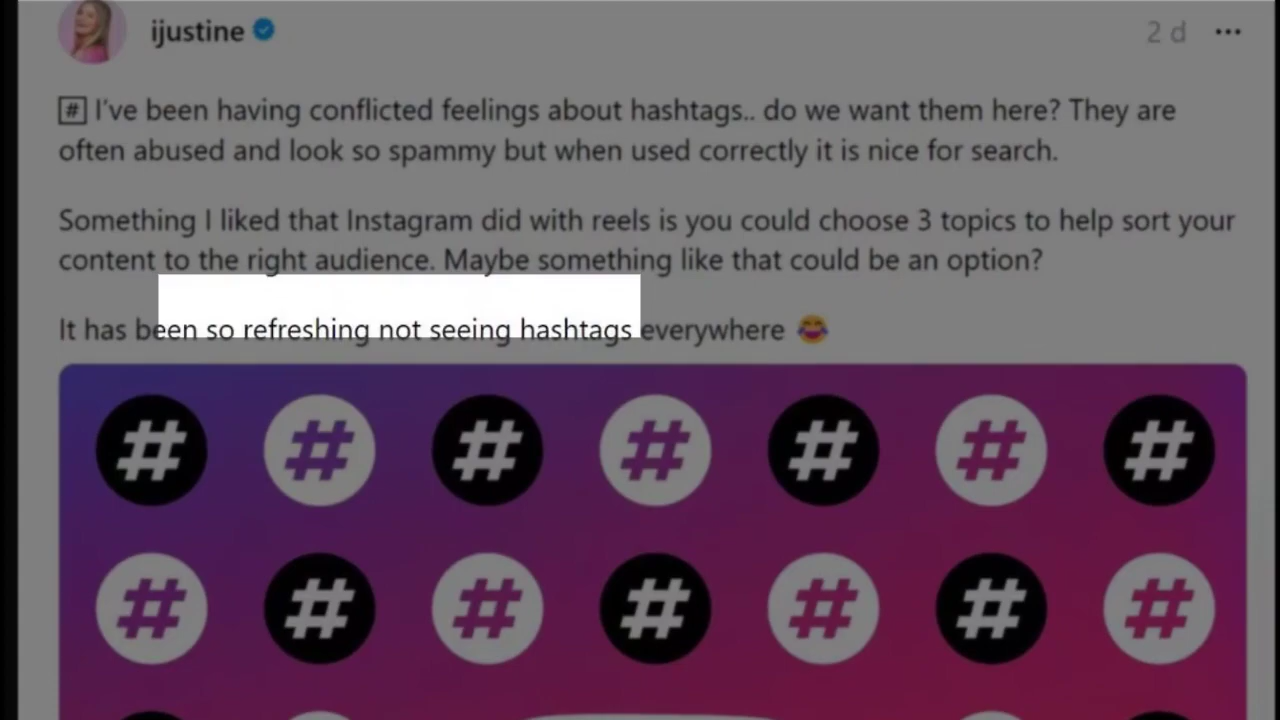 ijustine
2 d
#️⃣ I've been having conflicted feelings about hashtags.. do we want them here? They are
often abused and look so spammy but when used correctly it is nice for search.
Something I liked that Instagram did with reels is you could choose 3 topics to help sort your
content to the right audience. Maybe something like that could be an option?
It has been so refreshing not seeing hashtags everywhere 😂
# # # # # # #
# # # # # # #